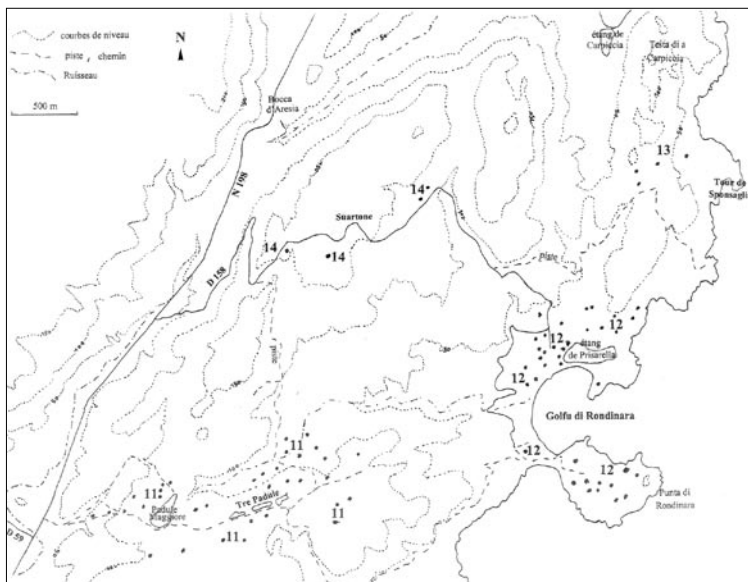 courbes de niveau
piste, chemin
Ruisseau
500 m
N
étang de
Carpiccia
Testa di a
Carpiccia
Bocca
d'Aresia
N 198
13
Tour de
Sponsaglia
14
Suartone
14
14
D 158
piste
piste
12
12
étang
de Prisarella
12
Golfu di Rondinara
11
12
12
11
Padule
Maggiore
Tre Padule
11
11
Punta di
Rondinara
D 59